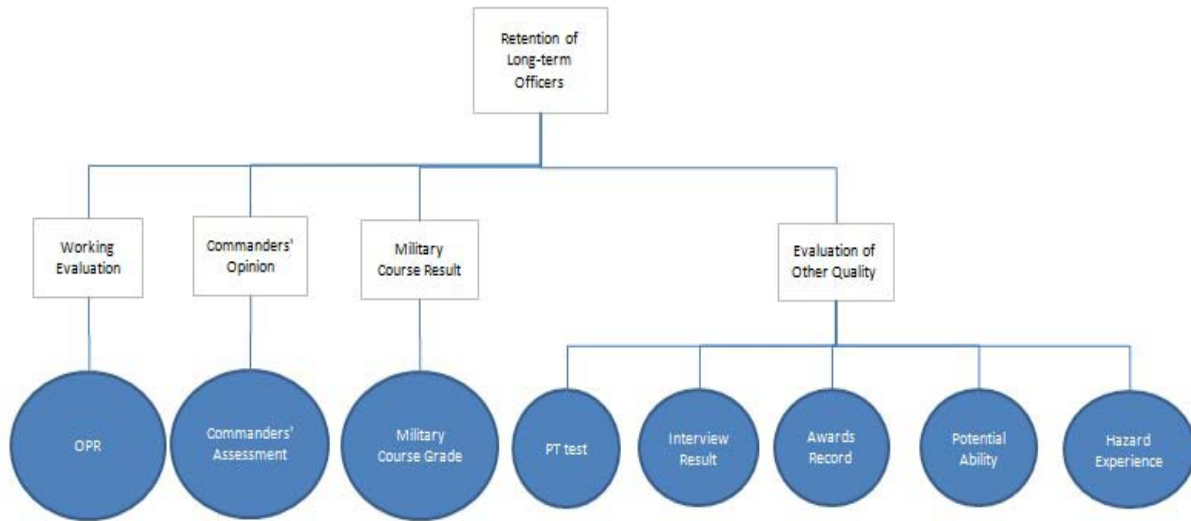 Retention of
Long-term
Officers
Working
Evaluation
Commanders'
Opinion
Military
Course Result
Evaluation of
Other Quality
OPR
Commanders'
Assessment
Military
Course Grade
PT test
Interview
Result
Awards
Record
Potential
Ability
Hazard
Experience